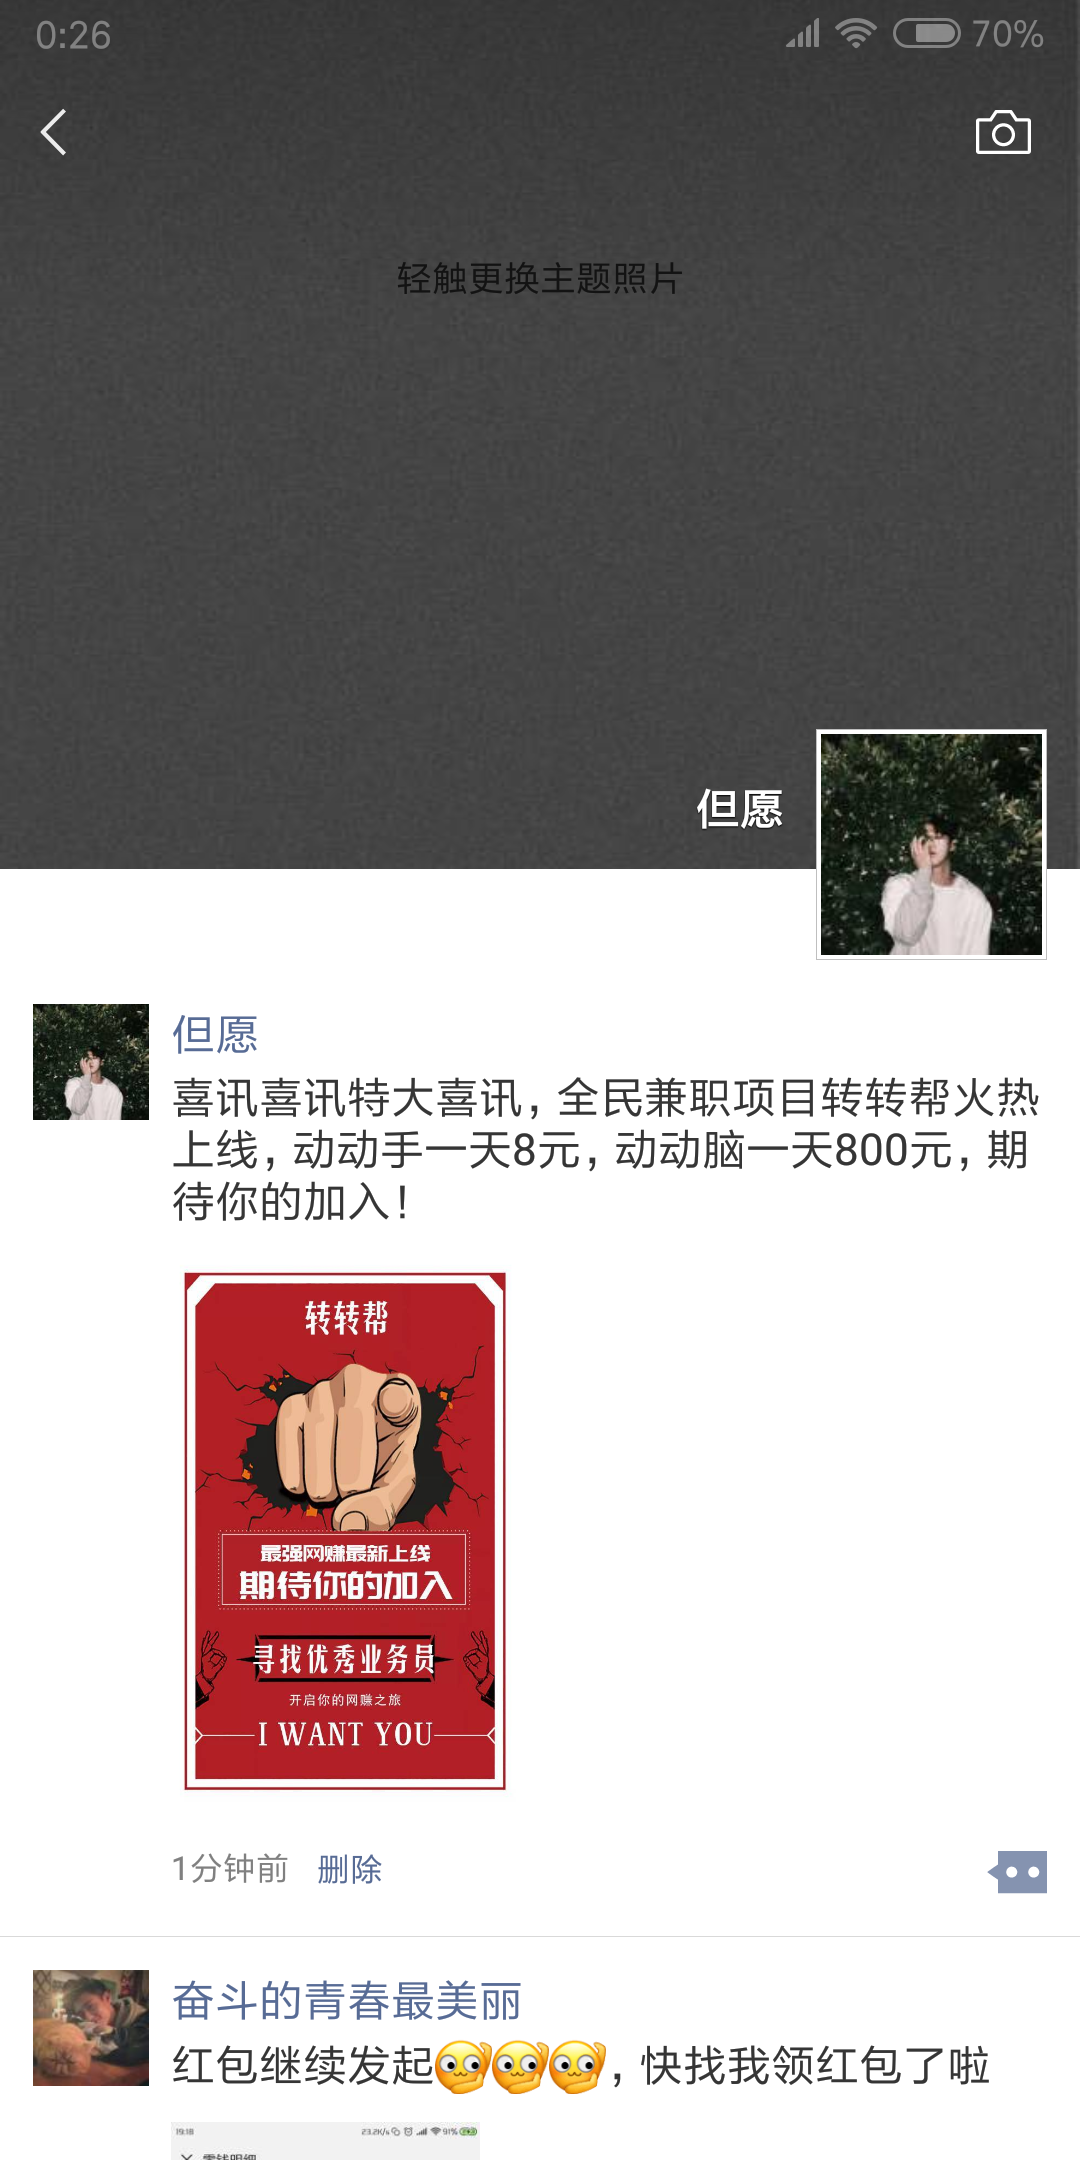 0:26
70%
轻触更换主题照片
但愿
但愿
喜讯喜讯特大喜讯，全民兼职项目转转帮火热
上线，动动手一天8元，动动脑一天800元，期
待你的加入！
转转帮
最强网赚最新上线
期待你的加入
寻找优秀业务员
开启你的网赚之旅
I WANT YOU
1分钟前 删除
奋斗的青春最美丽
红包继续发起，快找我领红包了啦
19:18
23.2K/s
91%